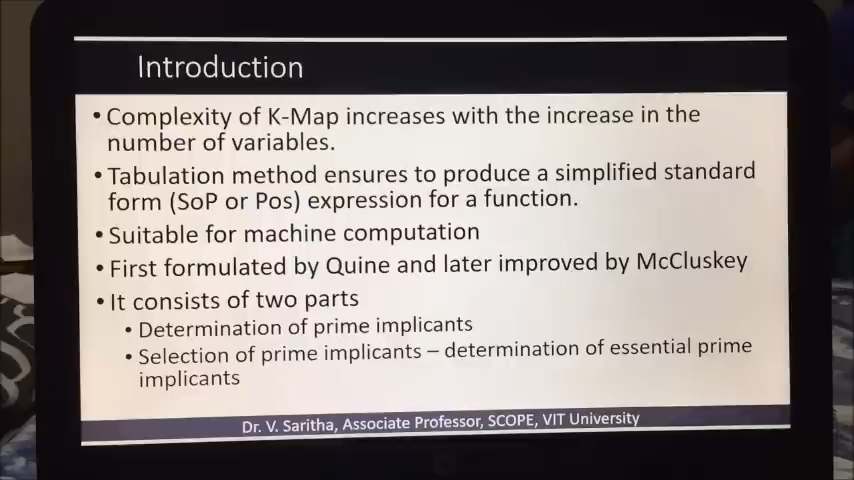 Introduction
• Complexity of K-Map increases with the increase in the
number of variables.
• Tabulation method ensures to produce a simplified standard
form (SoP or Pos) expression for a function.
• Suitable for machine computation
• First formulated by Quine and later improved by McCluskey
• It consists of two parts
• Determination of prime implicants
• Selection of prime implicants – determination of essential prime
implicants
Dr. V. Saritha, Associate Professor, SCOPE, VIT University